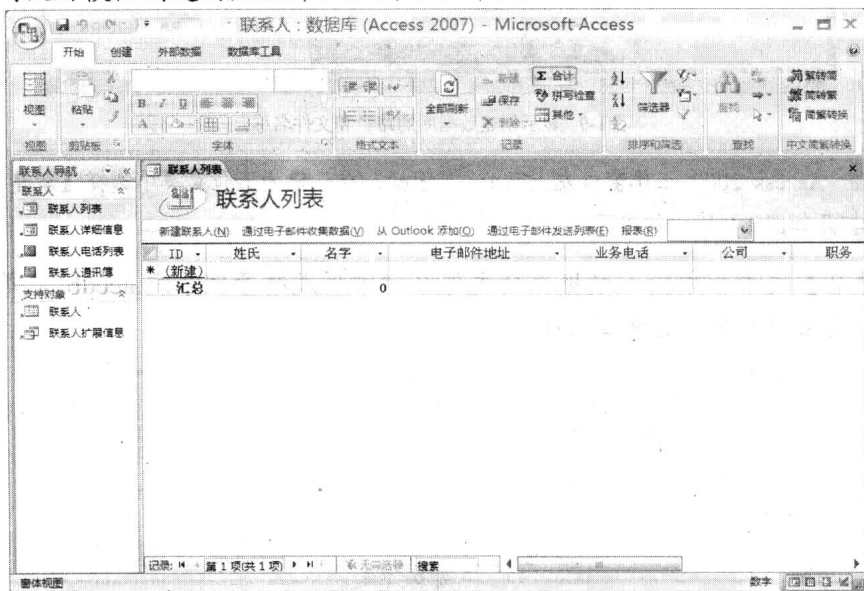 联系人 : 数据库 (Access 2007) - Microsoft Access
开始 创建 外部数据 数据库工具
视图 粘贴 B I U 全部刷新 新建 Σ 合计 筛选器 查找 简繁转简
保存 拼写检查 繁 简转繁
A 删除 其他 简繁转换
视图 剪贴板 字体 格式文本 记录 排序和筛选 查找 中文简繁转换
联系人导航 联系人列表
联系人
联系人列表
联系人详细信息
联系人电话列表
联系人通讯簿
支持对象
联系人
联系人扩展信息
联系人列表
新建联系人(N) 通过电子邮件收集数据(V) 从 Outlook 添加(O) 通过电子邮件发送列表(E) 报表(R)
ID 姓氏 名字 电子邮件地址 业务电话 公司 职务
* (新建)
汇总 0
记录: 第 1 项(共 1 项) 无筛选器 搜索
窗体视图 数字